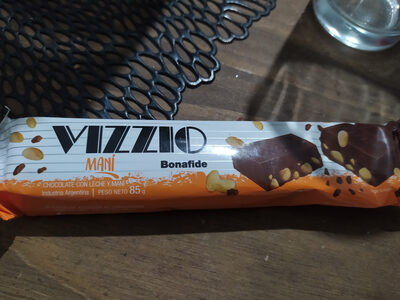 VIZZIO
MANÍ
Bonafide
CHOCOLATE CON LECHE Y MANÍ
Industria Argentina | PESO NETO 85 g